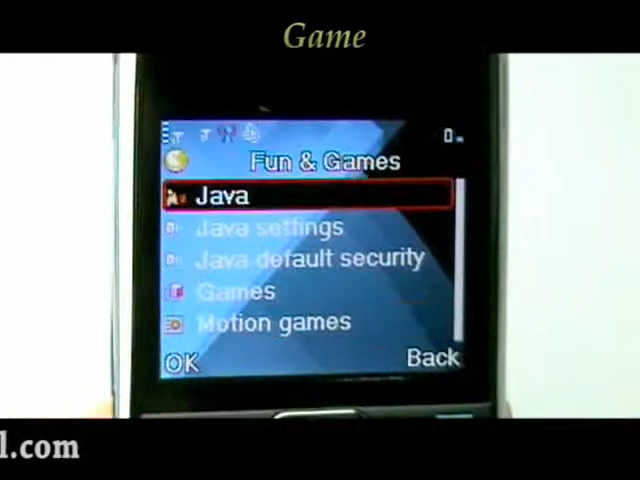 Game
Fun & Games
Java
Java settings
Java default security
Games
Motion games
OK
Back
l.com